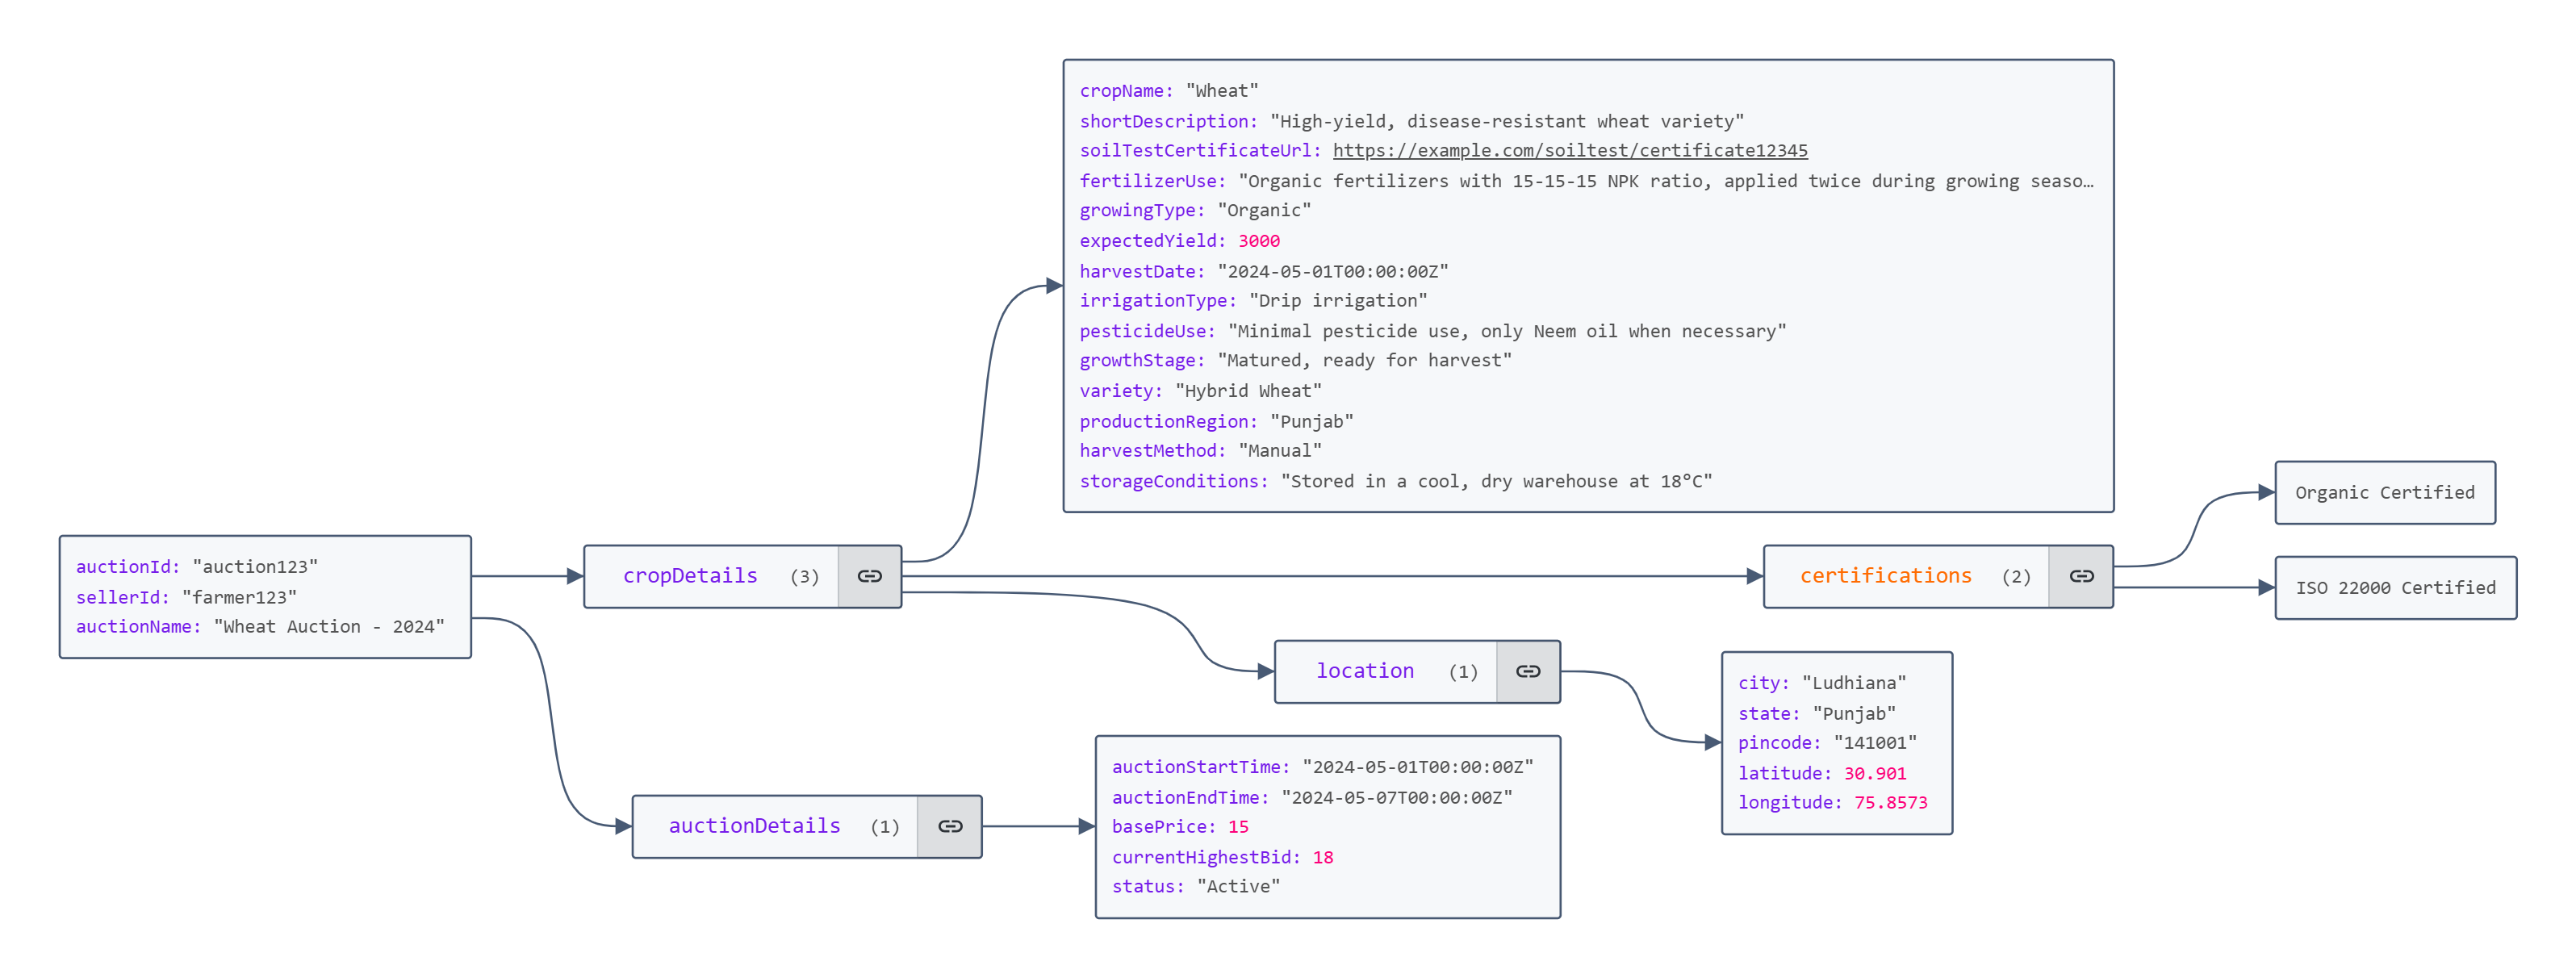 cropName: "Wheat"
shortDescription: "High-yield, disease-resistant wheat variety"
soilTestCertificateUrl: https://example.com/soiltest/certificate12345
fertilizerUse: "Organic fertilizers with 15-15-15 NPK ratio, applied twice during growing seaso…
growingType: "Organic"
expectedYield: 3000
harvestDate: "2024-05-01T00:00:00Z"
irrigationType: "Drip irrigation"
pesticideUse: "Minimal pesticide use, only Neem oil when necessary"
growthStage: "Matured, ready for harvest"
variety: "Hybrid Wheat"
productionRegion: "Punjab"
harvestMethod: "Manual"
storageConditions: "Stored in a cool, dry warehouse at 18°C"
auctionId: "auction123"
sellerId: "farmer123"
auctionName: "Wheat Auction - 2024"
cropDetails (3)
certifications (2)
Organic Certified
ISO 22000 Certified
location (1)
city: "Ludhiana"
state: "Punjab"
pincode: "141001"
latitude: 30.901
longitude: 75.8573
auctionDetails (1)
auctionStartTime: "2024-05-01T00:00:00Z"
auctionEndTime: "2024-05-07T00:00:00Z"
basePrice: 15
currentHighestBid: 18
status: "Active"